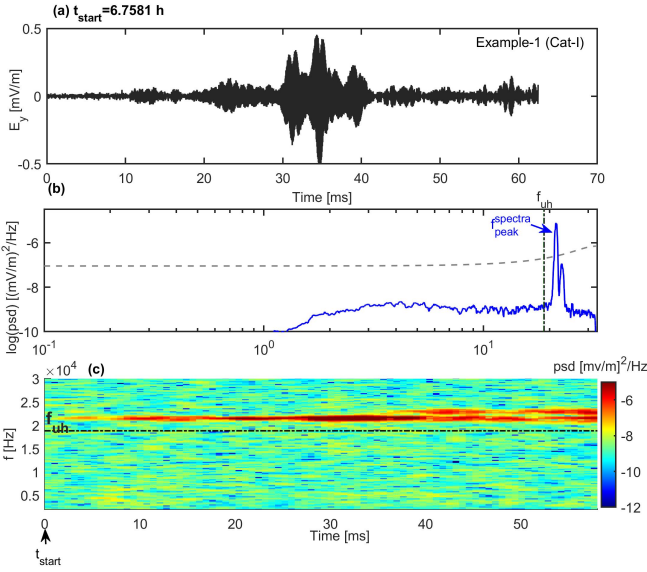 (a) t_start=6.7581 h
0.5
Example-1 (Cat-I)
E_y [mV/m]
0
-0.5
0 10 20 30 40 50 60 70
Time [ms]
(b)
f_uh
f^spectra_peak
log(psd) [(mV/m)^2/Hz]
-6
-8
-10
10^-1 10^0 10^1
×10^4
(c)
psd [mv/m]^2/Hz
3
2.5
f_uh
f [Hz]
2
1.5
1
0.5
-6
-8
-10
-12
0 10 20 30 40 50
Time [ms]
t_start